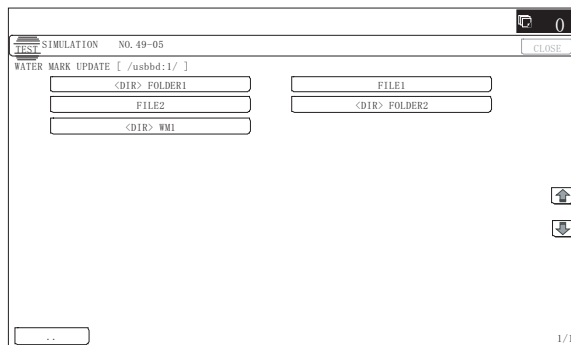 0
TEST SIMULATION NO. 49-05 CLOSE
WATER MARK UPDATE [ /usbbd:1/ ]
<DIR> FOLDER1 FILE1
FILE2 <DIR> FOLDER2
<DIR> WM1
.. 1/1